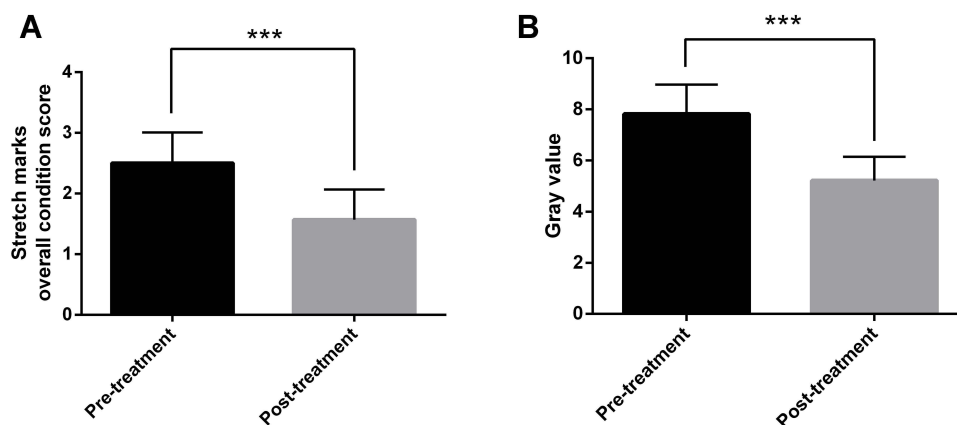 A
***
Stretch marks
overall condition score
4
3
2
1
0
Pre-treatment
Post-treatment
B
***
Gray value
10
8
6
4
2
0
Pre-treatment
Post-treatment